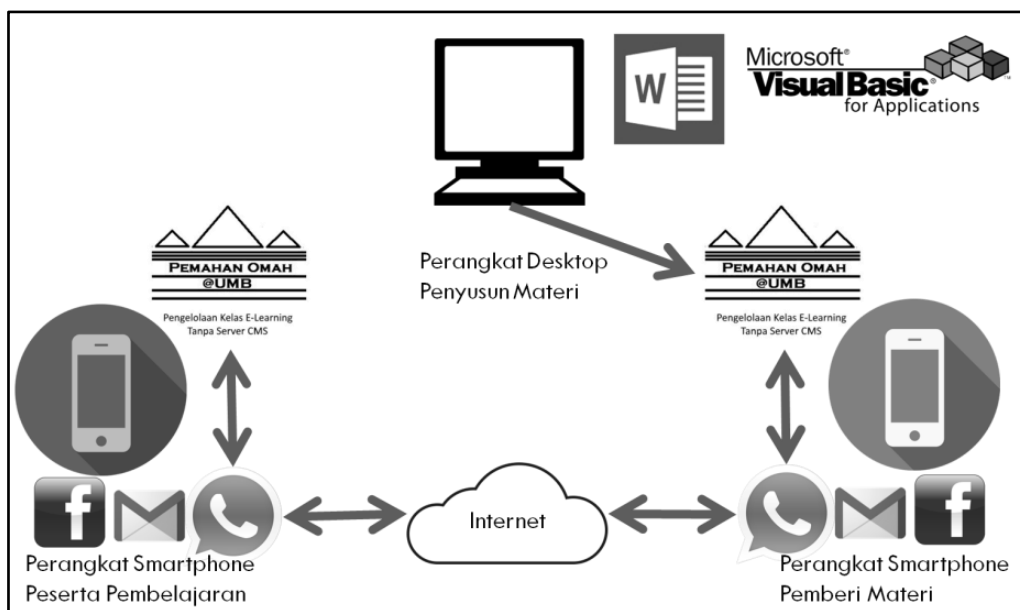 W
Microsoft®
Visual Basic®
for Applications
Perangkat Desktop
Penyusun Materi
PEMAHAN OMAH
@UMB
Pengelolaan Kelas E-Learning
Tanpa Server CMS
PEMAHAN OMAH
@UMB
Pengelolaan Kelas E-Learning
Tanpa Server CMS
f
Internet
f
Perangkat Smartphone
Peserta Pembelajaran
Perangkat Smartphone
Pemberi Materi